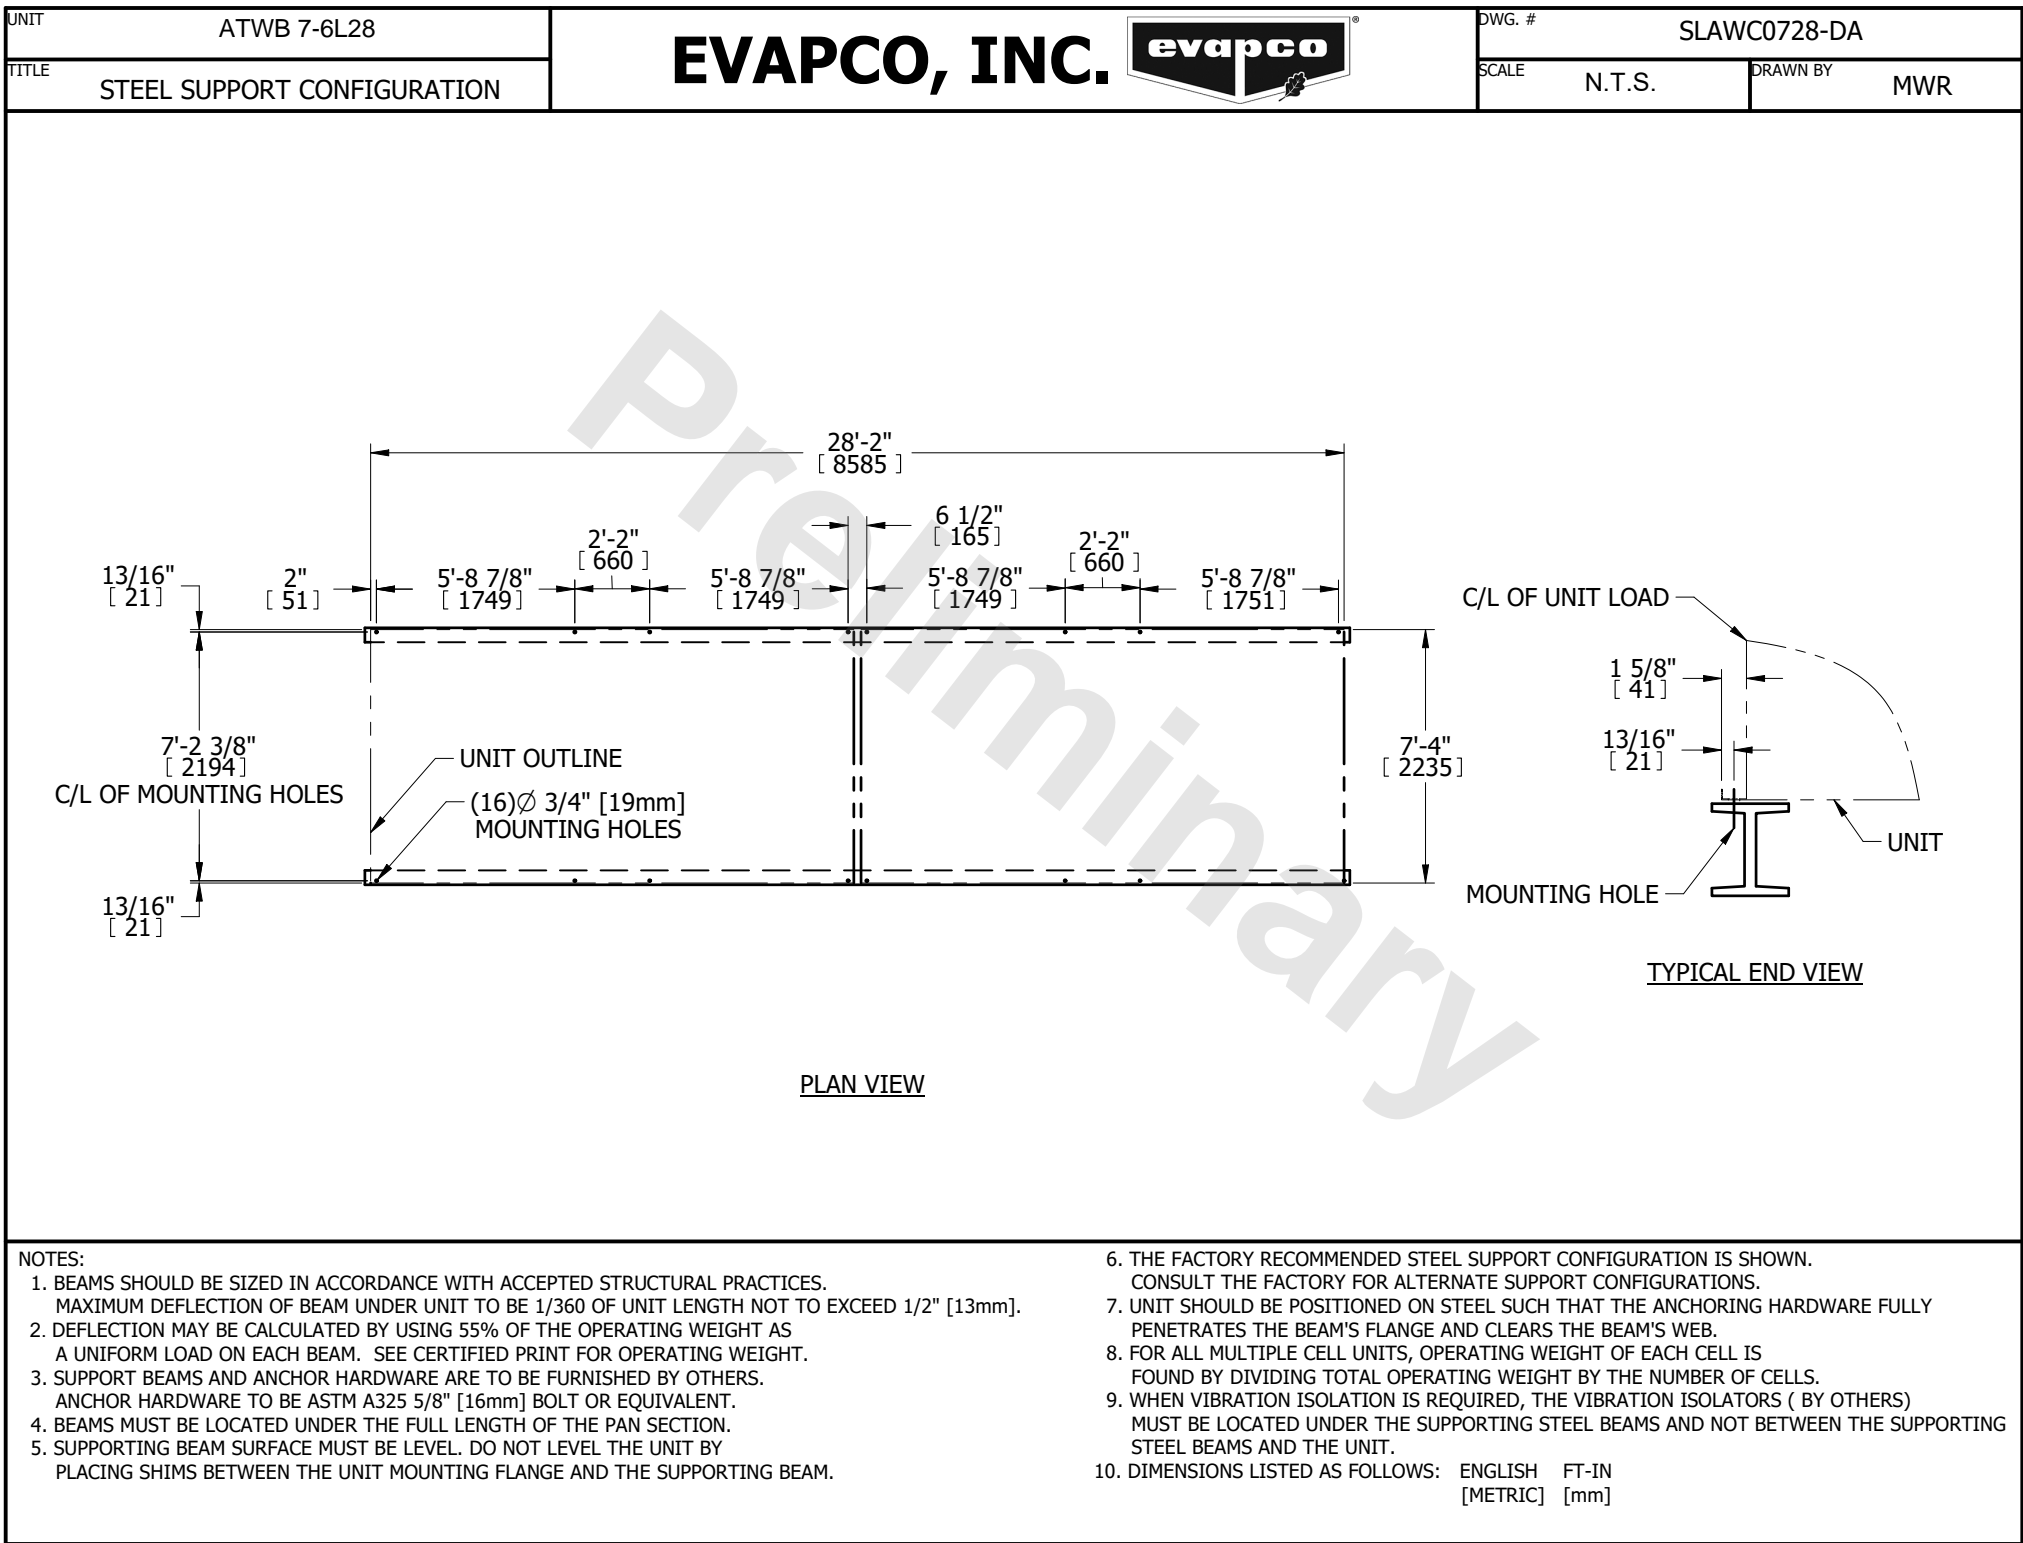 UNIT
ATWB 7-6L28
TITLE
STEEL SUPPORT CONFIGURATION
EVAPCO, INC.
evapco
®
DWG. #
SLAWC0728-DA
SCALE
N.T.S.
DRAWN BY
MWR
28'-2"
[ 8585 ]
6 1/2"
[ 165]
2'-2"
[ 660 ]
2'-2"
[ 660 ]
13/16"
[ 21]
2"
[ 51]
5'-8 7/8"
[ 1749]
5'-8 7/8"
[ 1749 ]
5'-8 7/8"
[ 1749 ]
5'-8 7/8"
[ 1751]
C/L OF UNIT LOAD
1 5/8"
[ 41]
13/16"
[ 21]
7'-2 3/8"
[ 2194]
C/L OF MOUNTING HOLES
UNIT OUTLINE
(16)Ø 3/4" [19mm]
MOUNTING HOLES
7'-4"
[ 2235]
UNIT
MOUNTING HOLE
13/16"
[ 21]
TYPICAL END VIEW
PLAN VIEW
Preliminary
NOTES:
1. BEAMS SHOULD BE SIZED IN ACCORDANCE WITH ACCEPTED STRUCTURAL PRACTICES.
MAXIMUM DEFLECTION OF BEAM UNDER UNIT TO BE 1/360 OF UNIT LENGTH NOT TO EXCEED 1/2" [13mm].
2. DEFLECTION MAY BE CALCULATED BY USING 55% OF THE OPERATING WEIGHT AS
A UNIFORM LOAD ON EACH BEAM. SEE CERTIFIED PRINT FOR OPERATING WEIGHT.
3. SUPPORT BEAMS AND ANCHOR HARDWARE ARE TO BE FURNISHED BY OTHERS.
ANCHOR HARDWARE TO BE ASTM A325 5/8" [16mm] BOLT OR EQUIVALENT.
4. BEAMS MUST BE LOCATED UNDER THE FULL LENGTH OF THE PAN SECTION.
5. SUPPORTING BEAM SURFACE MUST BE LEVEL. DO NOT LEVEL THE UNIT BY
PLACING SHIMS BETWEEN THE UNIT MOUNTING FLANGE AND THE SUPPORTING BEAM.
6. THE FACTORY RECOMMENDED STEEL SUPPORT CONFIGURATION IS SHOWN.
CONSULT THE FACTORY FOR ALTERNATE SUPPORT CONFIGURATIONS.
7. UNIT SHOULD BE POSITIONED ON STEEL SUCH THAT THE ANCHORING HARDWARE FULLY
PENETRATES THE BEAM'S FLANGE AND CLEARS THE BEAM'S WEB.
8. FOR ALL MULTIPLE CELL UNITS, OPERATING WEIGHT OF EACH CELL IS
FOUND BY DIVIDING TOTAL OPERATING WEIGHT BY THE NUMBER OF CELLS.
9. WHEN VIBRATION ISOLATION IS REQUIRED, THE VIBRATION ISOLATORS ( BY OTHERS)
MUST BE LOCATED UNDER THE SUPPORTING STEEL BEAMS AND NOT BETWEEN THE SUPPORTING
STEEL BEAMS AND THE UNIT.
10. DIMENSIONS LISTED AS FOLLOWS: ENGLISH FT-IN
[METRIC] [mm]